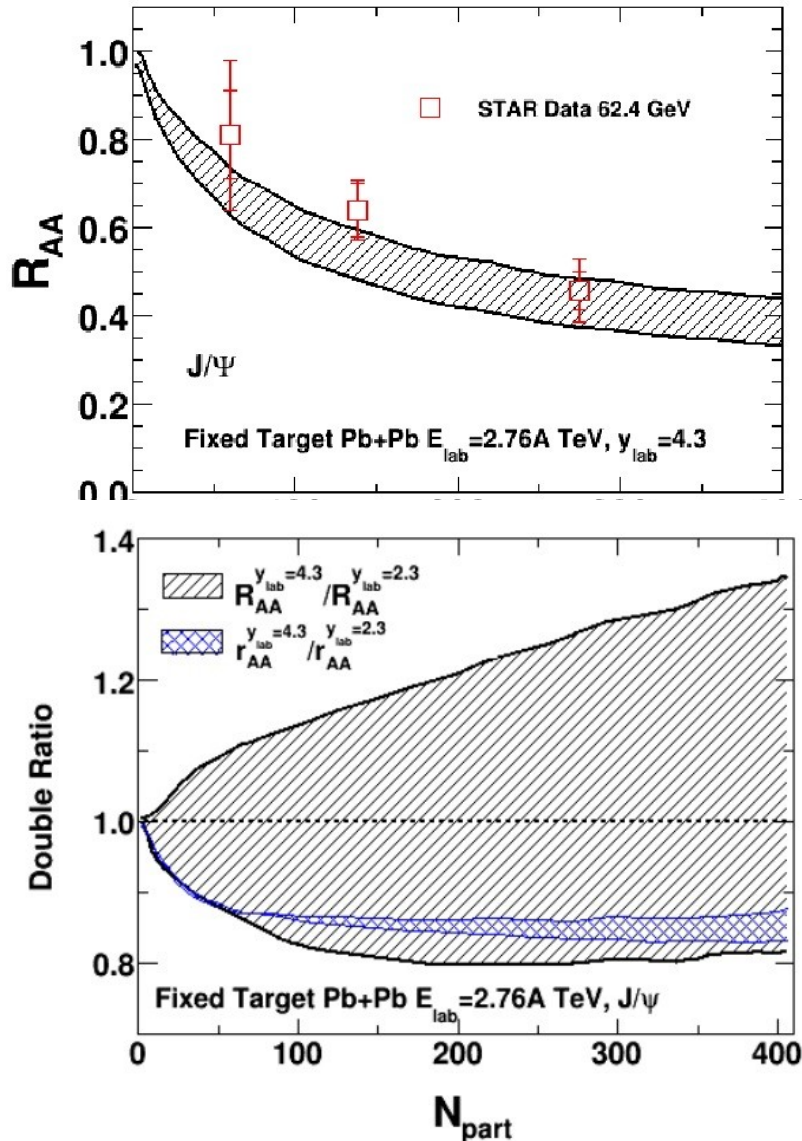 1.0
0.8
0.6
0.4
0.2
0.0
R_AA
STAR Data 62.4 GeV
J/Ψ
Fixed Target Pb+Pb E_lab=2.76A TeV, y_lab=4.3
1.4
1.2
1.0
0.8
Double Ratio
R_AA^{y_lab=4.3}/R_AA^{y_lab=2.3}
r_AA^{y_lab=4.3}/r_AA^{y_lab=2.3}
Fixed Target Pb+Pb E_lab=2.76A TeV, J/ψ
0 100 200 300 400
N_part